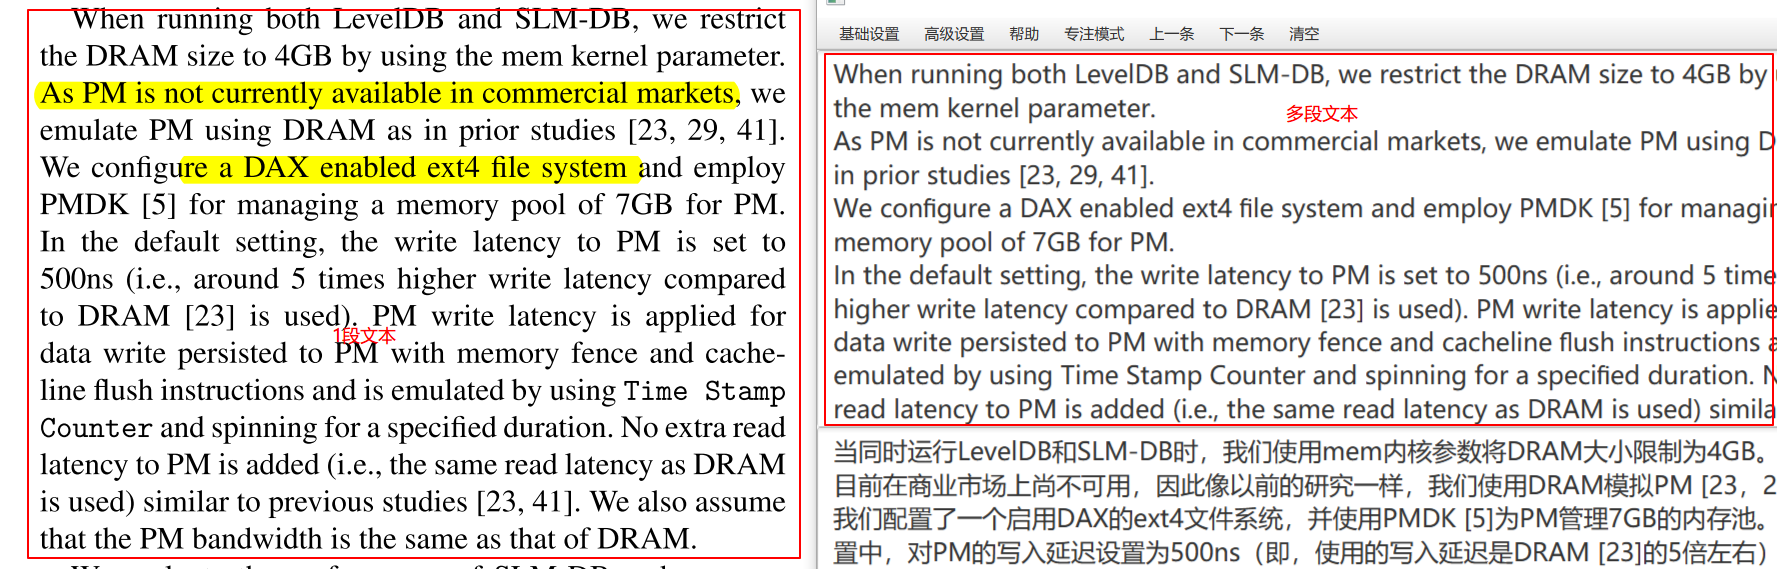 When running both LevelDB and SLM-DB, we restrict
the DRAM size to 4GB by using the mem kernel parameter.
As PM is not currently available in commercial markets, we
emulate PM using DRAM as in prior studies [23, 29, 41].
We configure a DAX enabled ext4 file system and employ
PMDK [5] for managing a memory pool of 7GB for PM.
In the default setting, the write latency to PM is set to
500ns (i.e., around 5 times higher write latency compared
to DRAM [23] is used). PM write latency is applied for
1段文本
data write persisted to PM with memory fence and cache-
line flush instructions and is emulated by using Time Stamp
Counter and spinning for a specified duration. No extra read
latency to PM is added (i.e., the same read latency as DRAM
is used) similar to previous studies [23, 41]. We also assume
that the PM bandwidth is the same as that of DRAM.
基础设置 高级设置 帮助 专注模式 上一条 下一条 清空
When running both LevelDB and SLM-DB, we restrict the DRAM size to 4GB by
the mem kernel parameter.
多段文本
As PM is not currently available in commercial markets, we emulate PM using D
in prior studies [23, 29, 41].
We configure a DAX enabled ext4 file system and employ PMDK [5] for managin
memory pool of 7GB for PM.
In the default setting, the write latency to PM is set to 500ns (i.e., around 5 time
higher write latency compared to DRAM [23] is used). PM write latency is applie
data write persisted to PM with memory fence and cacheline flush instructions a
emulated by using Time Stamp Counter and spinning for a specified duration. N
read latency to PM is added (i.e., the same read latency as DRAM is used) simila
当同时运行LevelDB和SLM-DB时，我们使用mem内核参数将DRAM大小限制为4GB。
目前在商业市场上尚不可用，因此像以前的研究一样，我们使用DRAM模拟PM [23，2
我们配置了一个启用DAX的ext4文件系统，并使用PMDK [5]为PM管理7GB的内存池。
置中，对PM的写入延迟设置为500ns（即，使用的写入延迟是DRAM [23]的5倍左右）